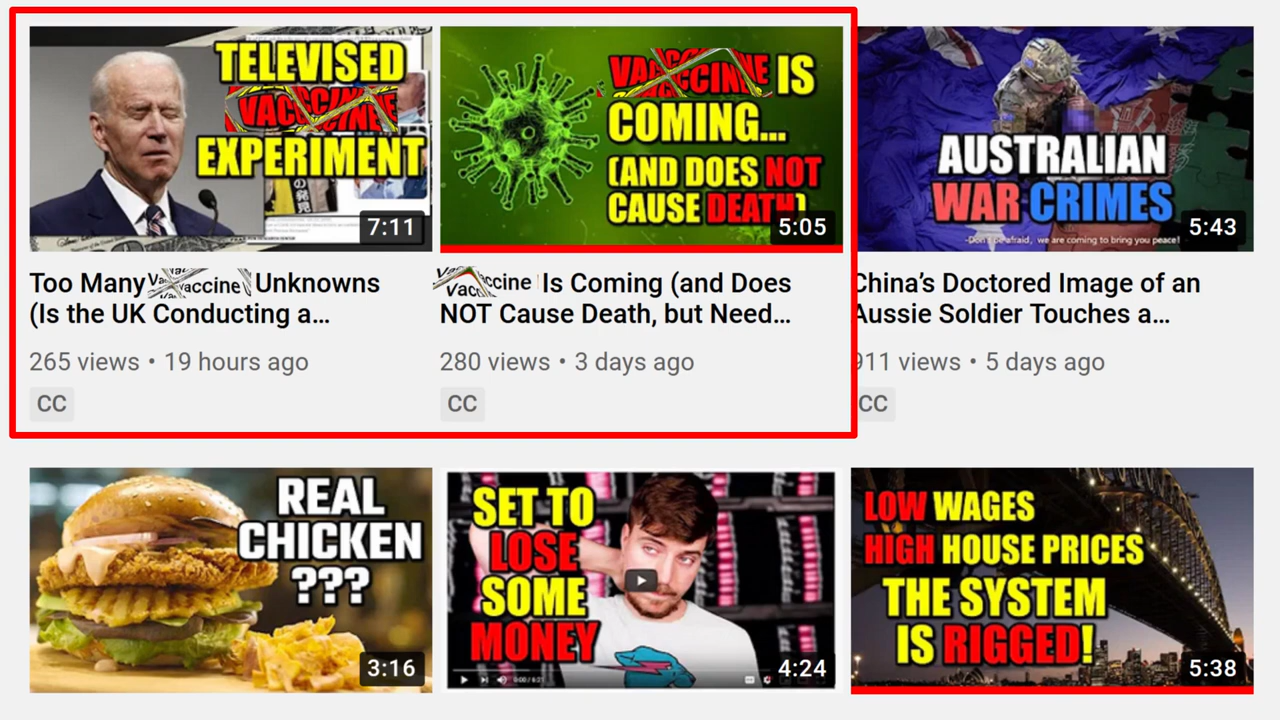 TELEVISED
VACCCCINNE
EXPERIMENT
7:11
IS
COMING...
(AND DOES NOT
CAUSE DEATH)
5:05
AUSTRALIAN
WAR CRIMES
-Don't be afraid, we are coming to bring you peace!
5:43
Too Many Unknowns
(Is the UK Conducting a...
265 views • 19 hours ago
CC
Is Coming (and Does
NOT Cause Death, but Need...
280 views • 3 days ago
CC
China's Doctored Image of an
Aussie Soldier Touches a...
911 views • 5 days ago
CC
REAL
CHICKEN
???
3:16
SET TO
LOSE
SOME
MONEY
4:24
LOW WAGES
HIGH HOUSE PRICES
THE SYSTEM
IS RIGGED!
5:38